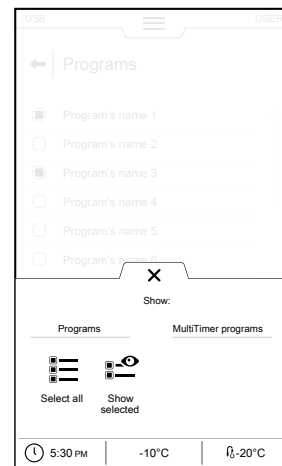 USB USER
Programs
Program's name 1
Program's name 2
Program's name 3
Program's name 4
Program's name 5
Program's name 6
Show:
Programs MultiTimer programs
Select all Show
selected
5:30 PM -10°C -20°C